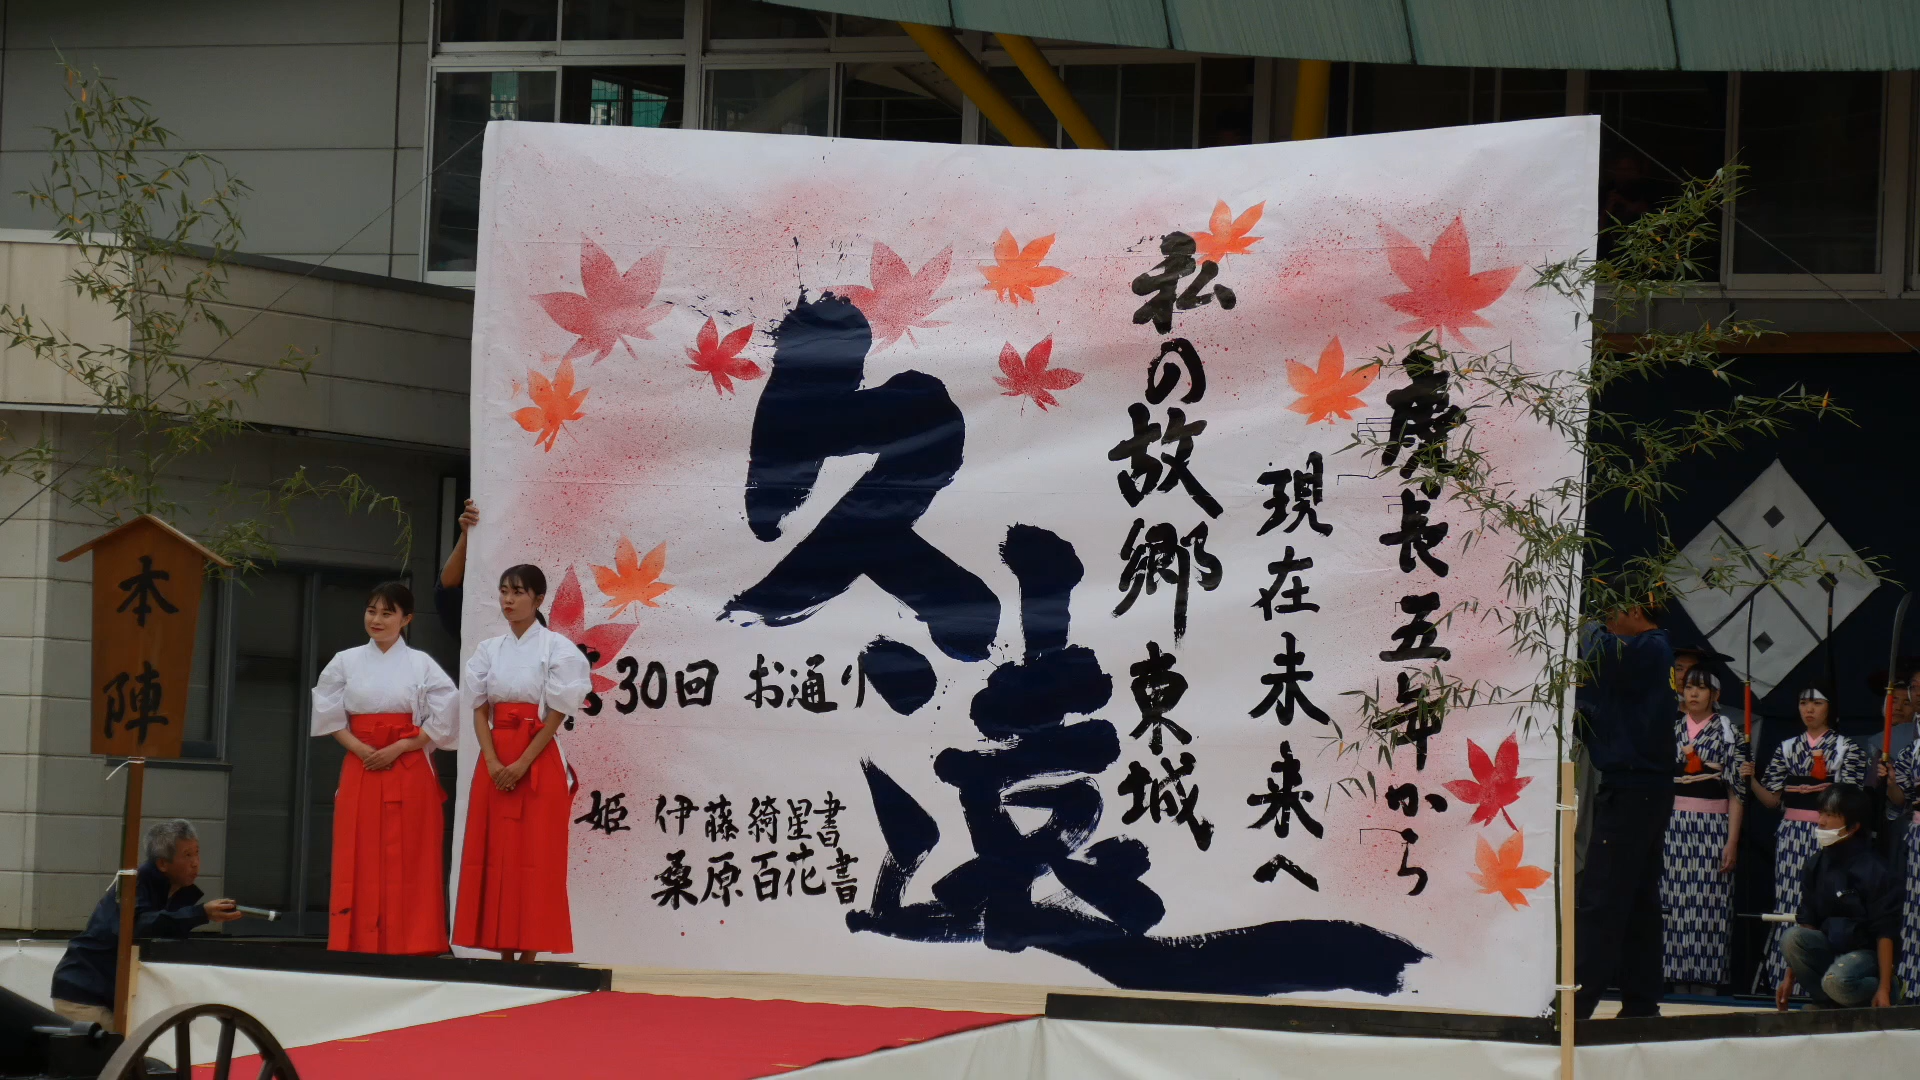 慶長五年から
現在未来へ
私の故郷東城
久遠
30回 お通り
姫 伊藤綺星書
桑原百花書
本陣